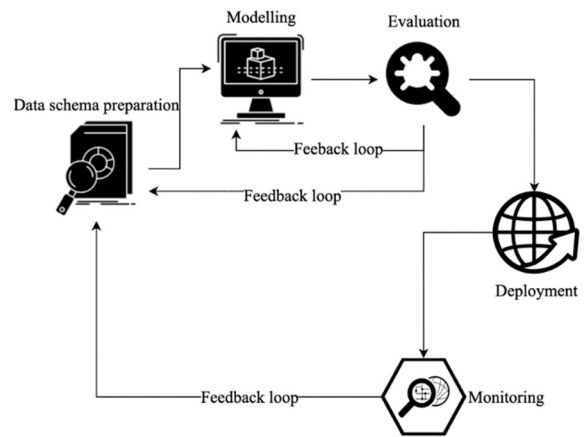 Modelling
Evaluation
Data schema preparation
Feeback loop
Feedback loop
Deployment
Feedback loop
Monitoring